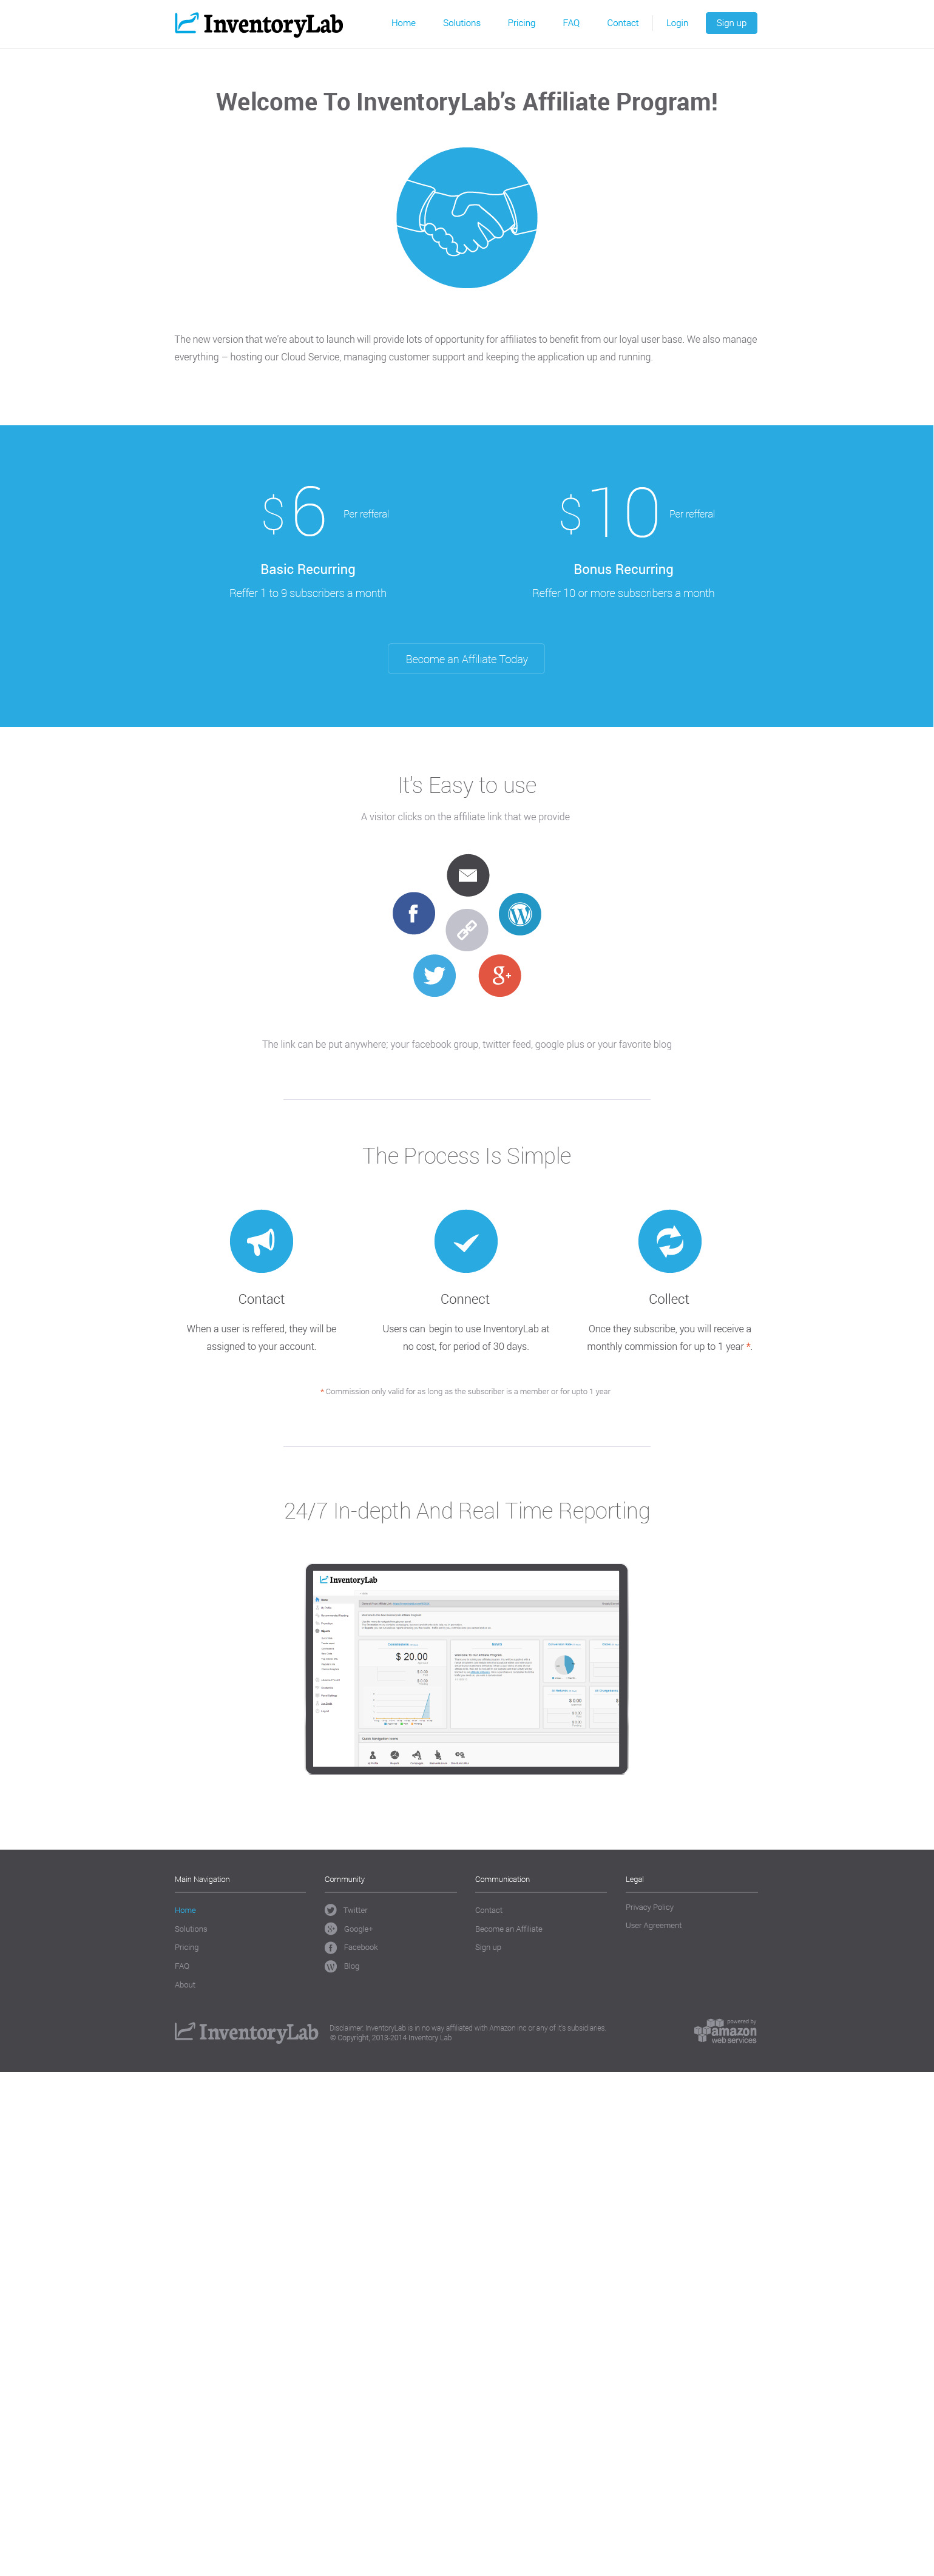 InventoryLab
Home Solutions Pricing FAQ Contact Login Sign up
Welcome To InventoryLab's Affiliate Program!
The new version that we're about to launch will provide lots of opportunity for affiliates to benefit from our loyal user base. We also manage
everything – hosting our Cloud Service, managing customer support and keeping the application up and running.
$6 Per refferal
Basic Recurring
Reffer 1 to 9 subscribers a month
$10 Per refferal
Bonus Recurring
Reffer 10 or more subscribers a month
Become an Affiliate Today
It's Easy to use
A visitor clicks on the affiliate link that we provide
The link can be put anywhere; your facebook group, twitter feed, google plus or your favorite blog
The Process Is Simple
Contact
When a user is reffered, they will be
assigned to your account.
Connect
Users can begin to use InventoryLab at
no cost, for period of 30 days.
Collect
Once they subscribe, you will receive a
monthly commission for up to 1 year *.
* Commission only valid for as long as the subscriber is a member or for upto 1 year
24/7 In-depth And Real Time Reporting
InventoryLab
$ 20.00
NEWS
$ 0.00
$ 0.00
$ 0.00
$ 0.00
$ 0.00
Main Navigation
Home
Solutions
Pricing
FAQ
About
Community
Twitter
Google+
Facebook
Blog
Communication
Contact
Become an Affiliate
Sign up
Legal
Privacy Policy
User Agreement
InventoryLab
Disclaimer: InventoryLab is in no way affiliated with Amazon inc or any of it's subsidiaries.
© Copyright, 2013-2014 Inventory Lab
powered by
amazon
web services